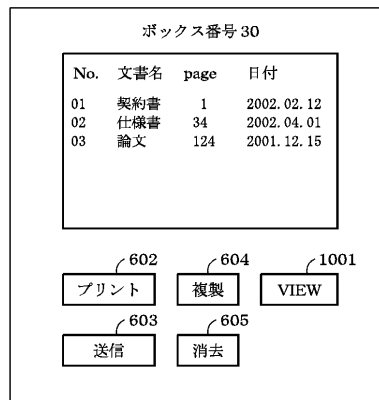 ボックス番号30
No. 文書名 page 日付
01 契約書 1 2002.02.12
02 仕様書 34 2002.04.01
03 論文 124 2001.12.15
602 604 1001
プリント 複製 VIEW
603 605
送信 消去